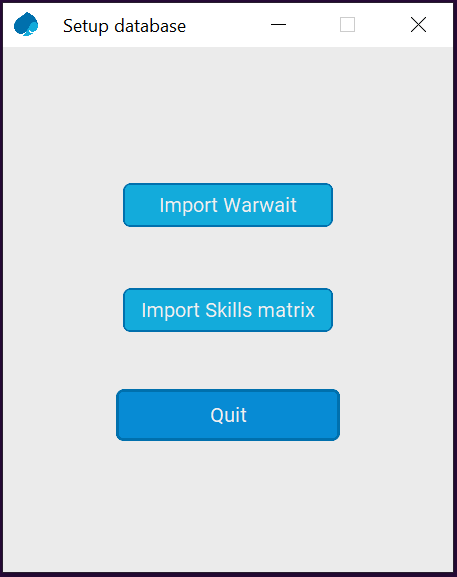 Setup database
Import Warwait
Import Skills matrix
Quit